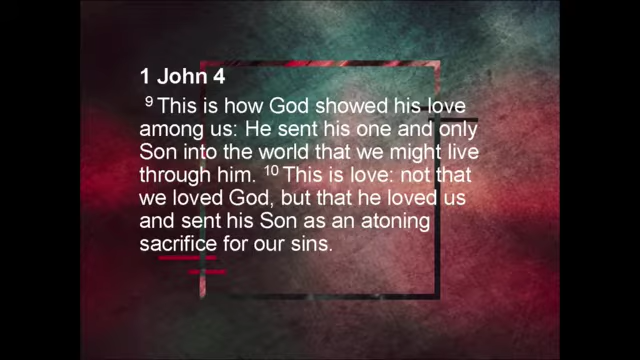 1 John 4
9 This is how God showed his love
among us: He sent his one and only
Son into the world that we might live
through him. 10 This is love: not that
we loved God, but that he loved us
and sent his Son as an atoning
sacrifice for our sins.